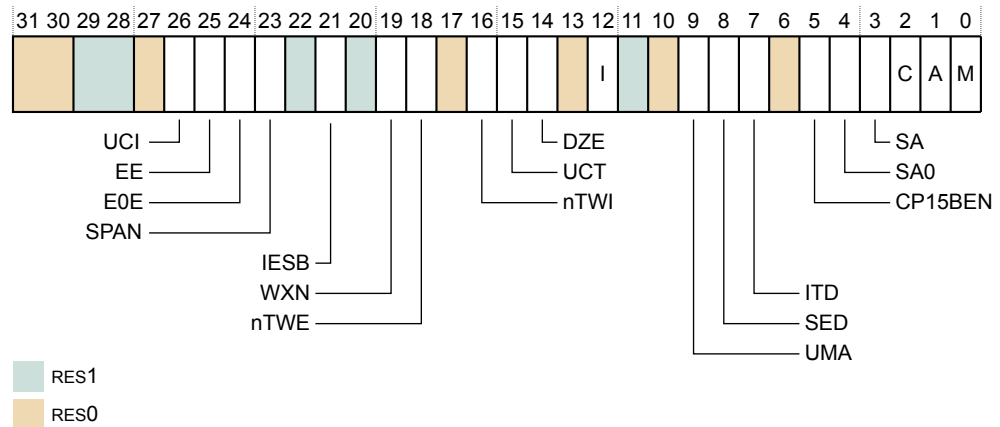 31 30 29 28 27 26 25 24 23 22 21 20 19 18 17 16 15 14 13 12 11 10 9 8 7 6 5 4 3 2 1 0
I C A M
UCI DZE SA
EE UCT SA0
E0E nTWI CP15BEN
SPAN
IESB
WXN ITD
nTWE SED
UMA
RES1
RES0